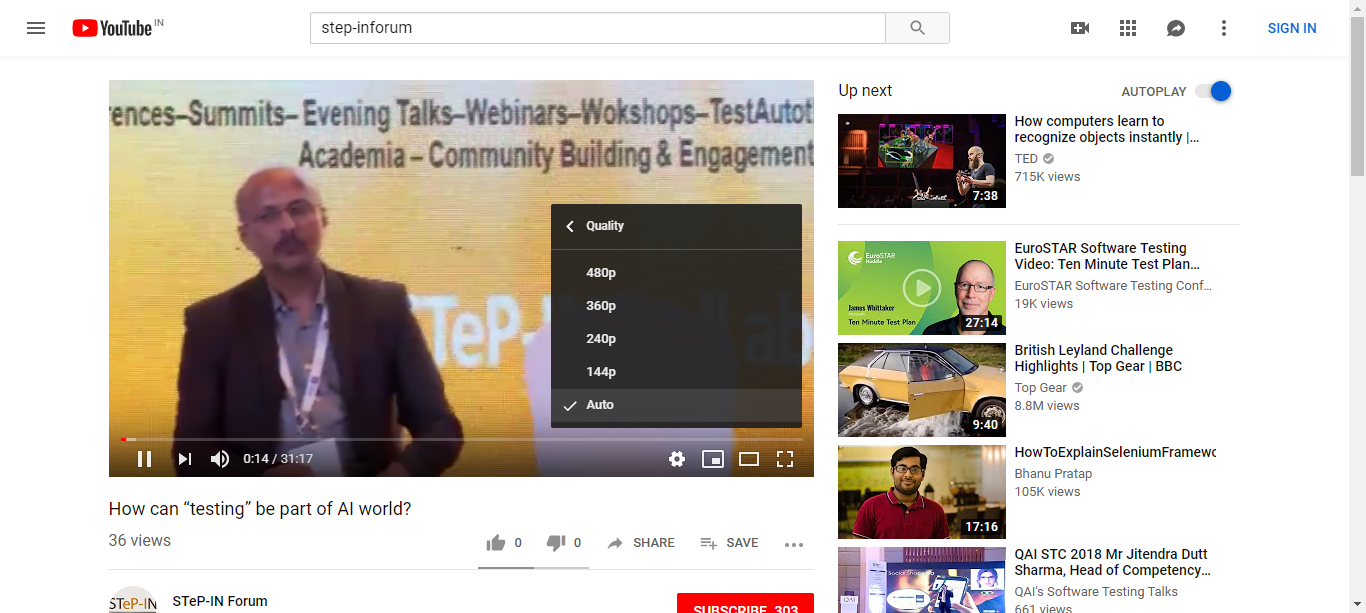 YouTube IN
step-inforum
SIGN IN
rences–Summits– Evening Talks–Webinars–Wokshops–TestAutot
Academia – Community Building & Engagement
STeP-
ab
Quality
480p
360p
240p
144p
Auto
0:14 / 31:17
How can “testing” be part of AI world?
36 views
0
0
SHARE
SAVE
STeP-IN
STeP-IN Forum
SUBSCRIBE 303
Up next
AUTOPLAY
7:38
How computers learn to
recognize objects instantly |...
TED
715K views
EuroSTAR
Huddle
James Whittaker
Ten Minute Test Plan
27:14
EuroSTAR Software Testing
Video: Ten Minute Test Plan...
EuroSTAR Software Testing Conf...
19K views
9:40
British Leyland Challenge
Highlights | Top Gear | BBC
Top Gear
8.8M views
17:16
HowToExplainSeleniumFramewo
Bhanu Pratap
105K views
QAI
Social Shop
QAI STC 2018 Mr Jitendra Dutt
Sharma, Head of Competency...
QAI's Software Testing Talks
661 views